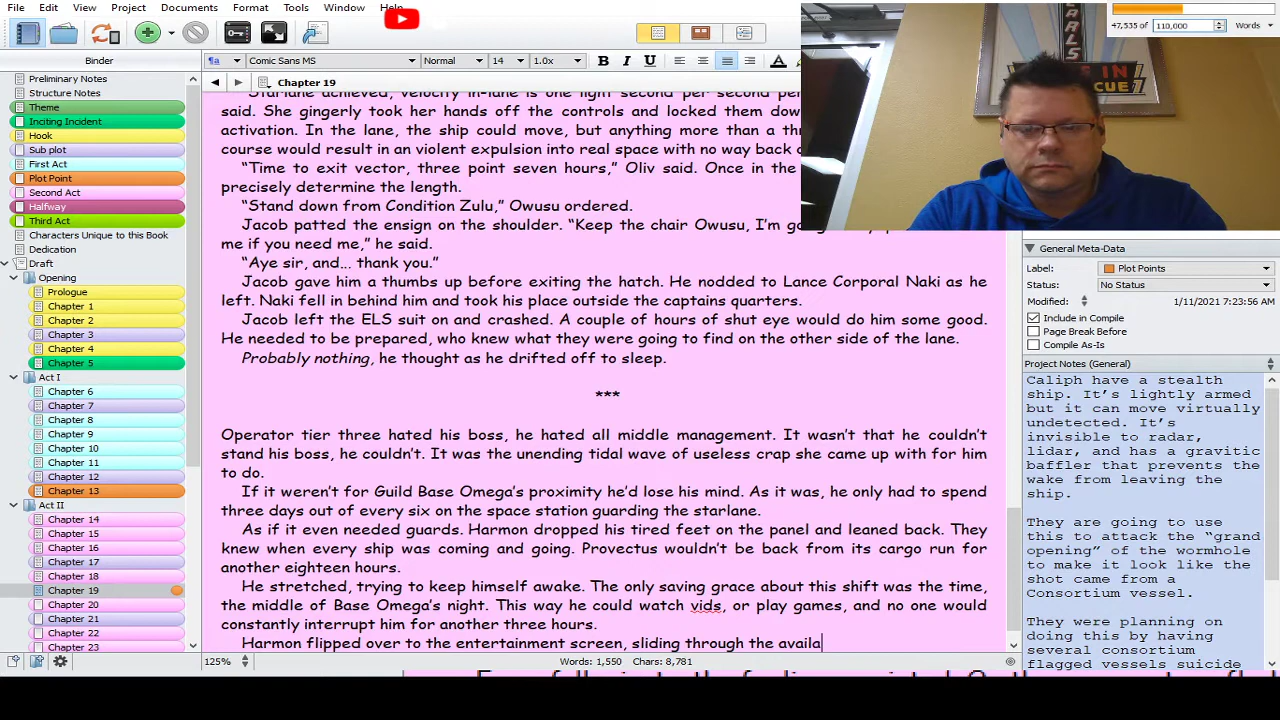 File Edit View Project Documents Format Tools Window Help
47,535 of 110,000 Words
Binder
Comic Sans MS Normal 14 1.0x B I U A
Chapter 19
Preliminary Notes
Structure Notes
Theme
Inciting Incident
Hook
Sub plot
First Act
Plot Point
Second Act
Halfway
Third Act
Characters Unique to this Book
Dedication
Draft
Opening
Prologue
Chapter 1
Chapter 2
Chapter 3
Chapter 4
Chapter 5
Act I
Chapter 6
Chapter 7
Chapter 8
Chapter 9
Chapter 10
Chapter 11
Chapter 12
Chapter 13
Act II
Chapter 14
Chapter 15
Chapter 16
Chapter 17
Chapter 18
Chapter 19
Chapter 20
Chapter 21
Chapter 22
Chapter 23
"Starlane achieved, velocity in-lane is one light second per second
said. She gingerly took her hands off the controls and locked them
activation. In the lane, the ship could move, but anything more than a
course would result in an violent expulsion into real space with no way back
"Time to exit vector, three point seven hours," Oliv said. Once in the
precisely determine the length.
"Stand down from Condition Zulu," Owusu ordered.
Jacob patted the ensign on the shoulder. "Keep the chair Owusu, I'm
me if you need me," he said.
"Aye sir, and... thank you."
Jacob gave him a thumbs up before exiting the hatch. He nodded to Lance Corporal Naki as he
left. Naki fell in behind him and took his place outside the captains quarters.
Jacob left the ELS suit on and crashed. A couple of hours of shut eye would do him some good.
He needed to be prepared, who knew what they were going to find on the other side of the lane.
Probably nothing, he thought as he drifted off to sleep.
***
Operator tier three hated his boss, he hated all middle management. It wasn't that he couldn't
stand his boss, he couldn't. It was the unending tidal wave of useless crap she came up with for him
to do.
If it weren't for Guild Base Omega's proximity he'd lose his mind. As it was, he only had to spend
three days out of every six on the space station guarding the starlane.
As if it even needed guards. Harmon dropped his tired feet on the panel and leaned back. They
knew when every ship was coming and going. Provectus wouldn't be back from its cargo run for
another eighteen hours.
He stretched, trying to keep himself awake. The only saving grace about this shift was the time,
the middle of Base Omega's night. This way he could watch vids, or play games, and no one would
constantly interrupt him for another three hours.
Harmon flipped over to the entertainment screen, sliding through the availa
125% Words: 1,550 Chars: 8,781
General Meta-Data
Label: Plot Points
Status: No Status
Modified: 1/11/2021 7:23:56 AM
Include in Compile
Page Break Before
Compile As-Is
Project Notes (General)
Caliph have a stealth
ship. It's lightly armed
but it can move virtually
undetected. It's
invisible to radar,
lidar, and has a gravitic
baffler that prevents the
wake from leaving the
ship.
They are going to use
this to attack the "grand
opening" of the wormhole
to make it look like the
shot came from a
Consortium vessel.
They were planning on
doing this by having
several consortium
flagged vessels suicide